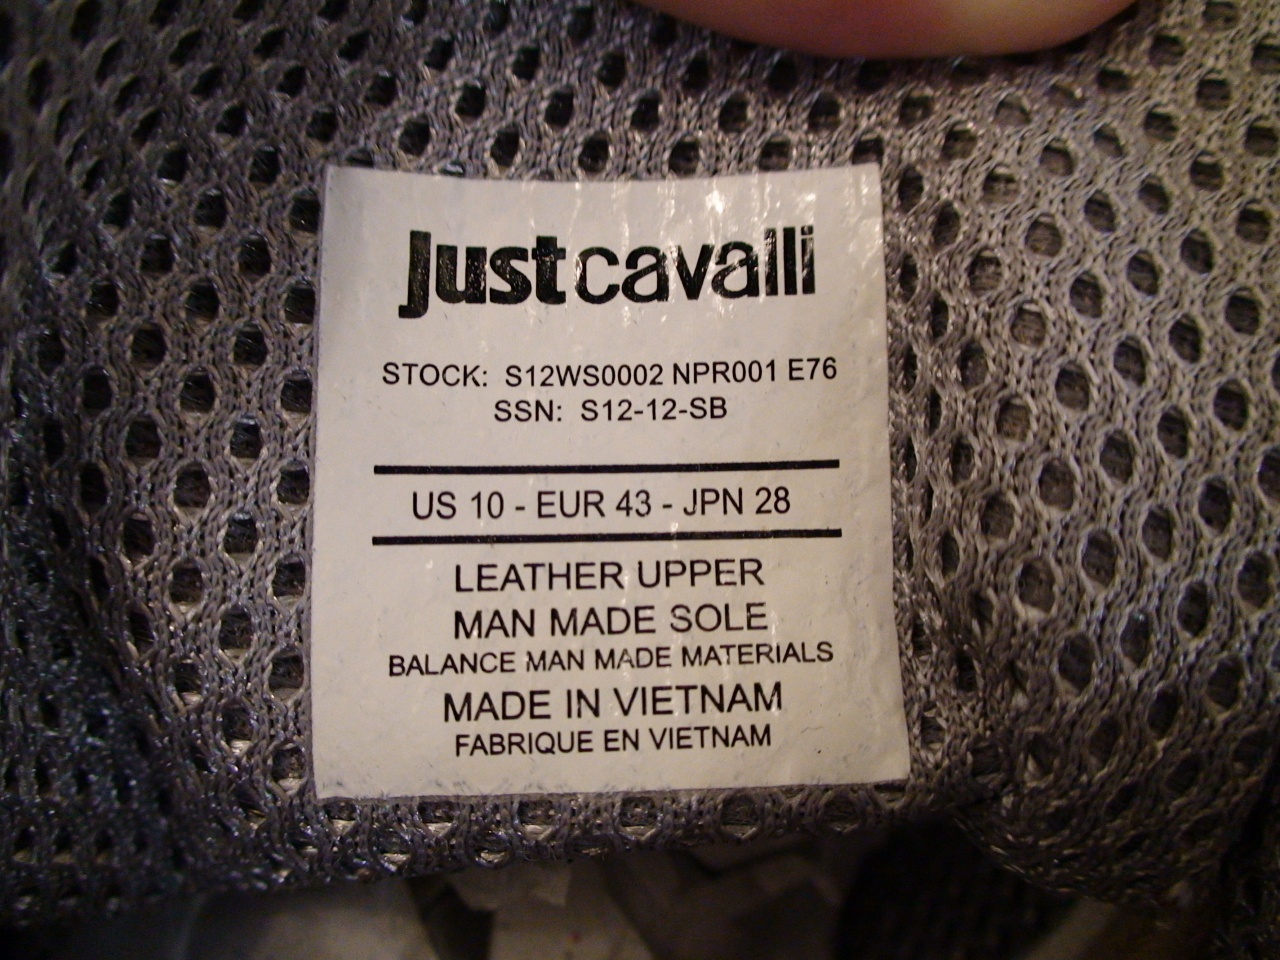 Justcavalli
STOCK: S12WS0002 NPR001 E76
SSN: S12-12-SB
US 10 - EUR 43 - JPN 28
LEATHER UPPER
MAN MADE SOLE
BALANCE MAN MADE MATERIALS
MADE IN VIETNAM
FABRIQUE EN VIETNAM